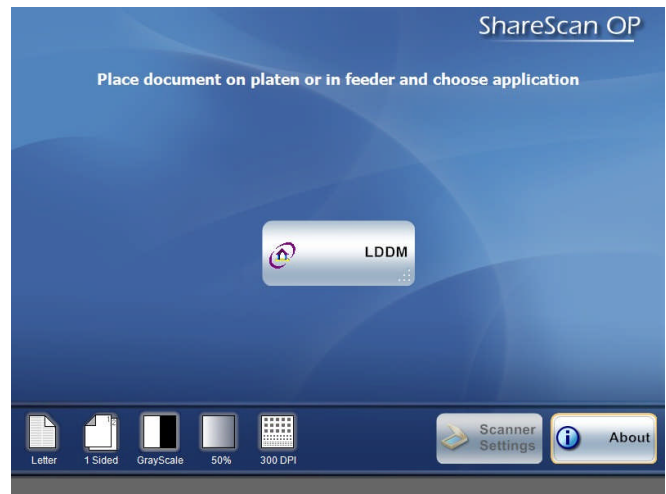 ShareScan OP
Place document on platen or in feeder and choose application
LDDM
Letter
1 Sided
GrayScale
50%
300 DPI
Scanner
Settings
About